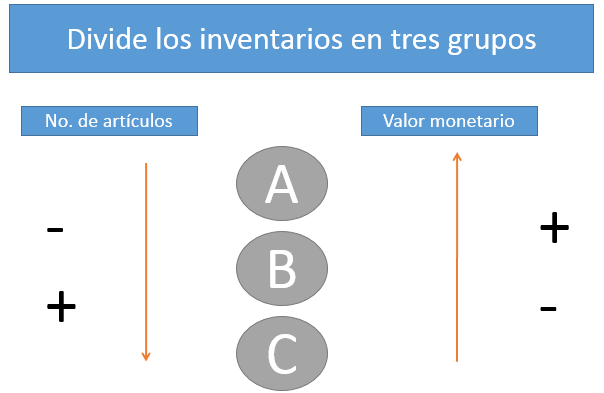 Divide los inventarios en tres grupos
No. de artículos
Valor monetario
A
-
+
B
+
-
C